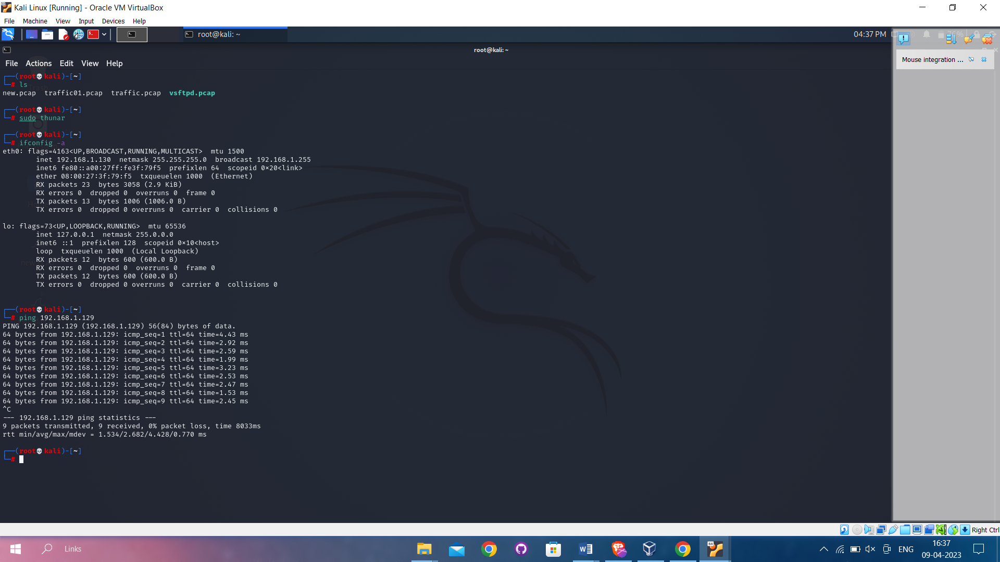 Kali Linux [Running] - Oracle VM VirtualBox
File Machine View Input Devices Help
root@kali: ~
04:37 PM
76%
root@kali: ~
Mouse integration ...
File Actions Edit View Help
┌──(root💀kali)-[~]
└─# ls
new.pcap  traffic01.pcap  traffic.pcap  vsftpd.pcap
┌──(root💀kali)-[~]
└─# sudo thunar
┌──(root💀kali)-[~]
└─# ifconfig -a
eth0: flags=4163<UP,BROADCAST,RUNNING,MULTICAST>  mtu 1500
        inet 192.168.1.130  netmask 255.255.255.0  broadcast 192.168.1.255
        inet6 fe80::a00:27ff:fe3f:79f5  prefixlen 64  scopeid 0×20<link>
        ether 08:00:27:3f:79:f5  txqueuelen 1000  (Ethernet)
        RX packets 23  bytes 3058 (2.9 KiB)
        RX errors 0  dropped 0  overruns 0  frame 0
        TX packets 13  bytes 1006 (1006.0 B)
        TX errors 0  dropped 0 overruns 0  carrier 0  collisions 0
lo: flags=73<UP,LOOPBACK,RUNNING>  mtu 65536
        inet 127.0.0.1  netmask 255.0.0.0
        inet6 ::1  prefixlen 128  scopeid 0×10<host>
        loop  txqueuelen 1000  (Local Loopback)
        RX packets 12  bytes 600 (600.0 B)
        RX errors 0  dropped 0  overruns 0  frame 0
        TX packets 12  bytes 600 (600.0 B)
        TX errors 0  dropped 0 overruns 0  carrier 0  collisions 0
┌──(root💀kali)-[~]
└─# ping 192.168.1.129
PING 192.168.1.129 (192.168.1.129) 56(84) bytes of data.
64 bytes from 192.168.1.129: icmp_seq=1 ttl=64 time=4.43 ms
64 bytes from 192.168.1.129: icmp_seq=2 ttl=64 time=2.92 ms
64 bytes from 192.168.1.129: icmp_seq=3 ttl=64 time=2.59 ms
64 bytes from 192.168.1.129: icmp_seq=4 ttl=64 time=1.99 ms
64 bytes from 192.168.1.129: icmp_seq=5 ttl=64 time=3.23 ms
64 bytes from 192.168.1.129: icmp_seq=6 ttl=64 time=2.53 ms
64 bytes from 192.168.1.129: icmp_seq=7 ttl=64 time=2.47 ms
64 bytes from 192.168.1.129: icmp_seq=8 ttl=64 time=1.53 ms
64 bytes from 192.168.1.129: icmp_seq=9 ttl=64 time=2.45 ms
^C
--- 192.168.1.129 ping statistics ---
9 packets transmitted, 9 received, 0% packet loss, time 8033ms
rtt min/avg/max/mdev = 1.534/2.682/4.428/0.770 ms
┌──(root💀kali)-[~]
└─#
Right Ctrl
Links
ENG
16:37
09-04-2023